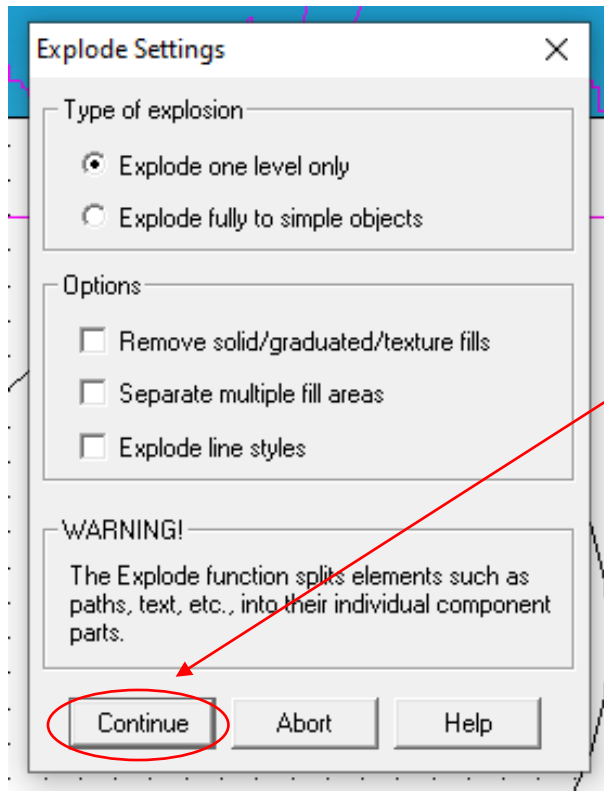 Explode Settings
Type of explosion
Explode one level only
Explode fully to simple objects
Options
Remove solid/graduated/texture fills
Separate multiple fill areas
Explode line styles
WARNING!
The Explode function splits elements such as
paths, text, etc., into their individual component
parts.
Continue Abort Help